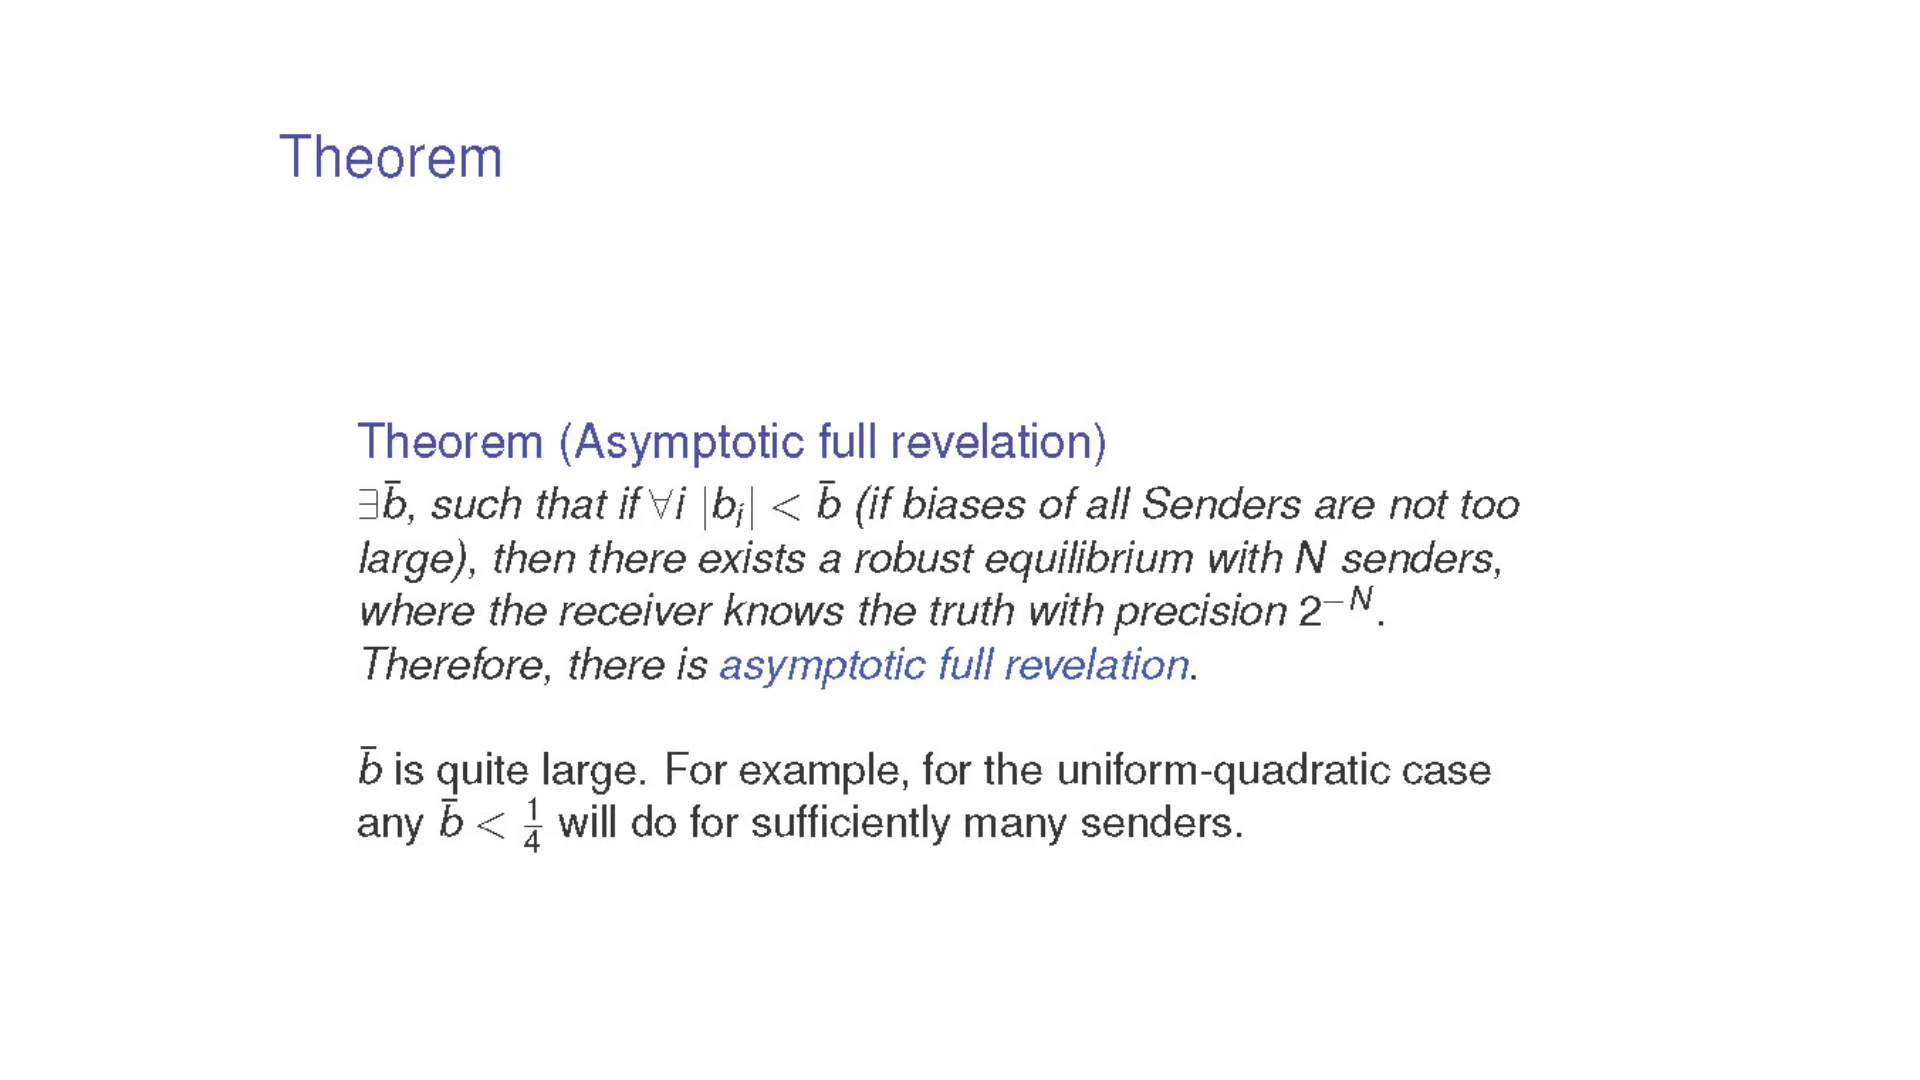 Theorem
Theorem (Asymptotic full revelation)
∃b̄, such that if ∀i |bᵢ| < b̄ (if biases of all Senders are not too
large), then there exists a robust equilibrium with N senders,
where the receiver knows the truth with precision 2⁻ᴺ.
Therefore, there is asymptotic full revelation.
b̄ is quite large. For example, for the uniform-quadratic case
any b̄ < 1/4 will do for sufficiently many senders.